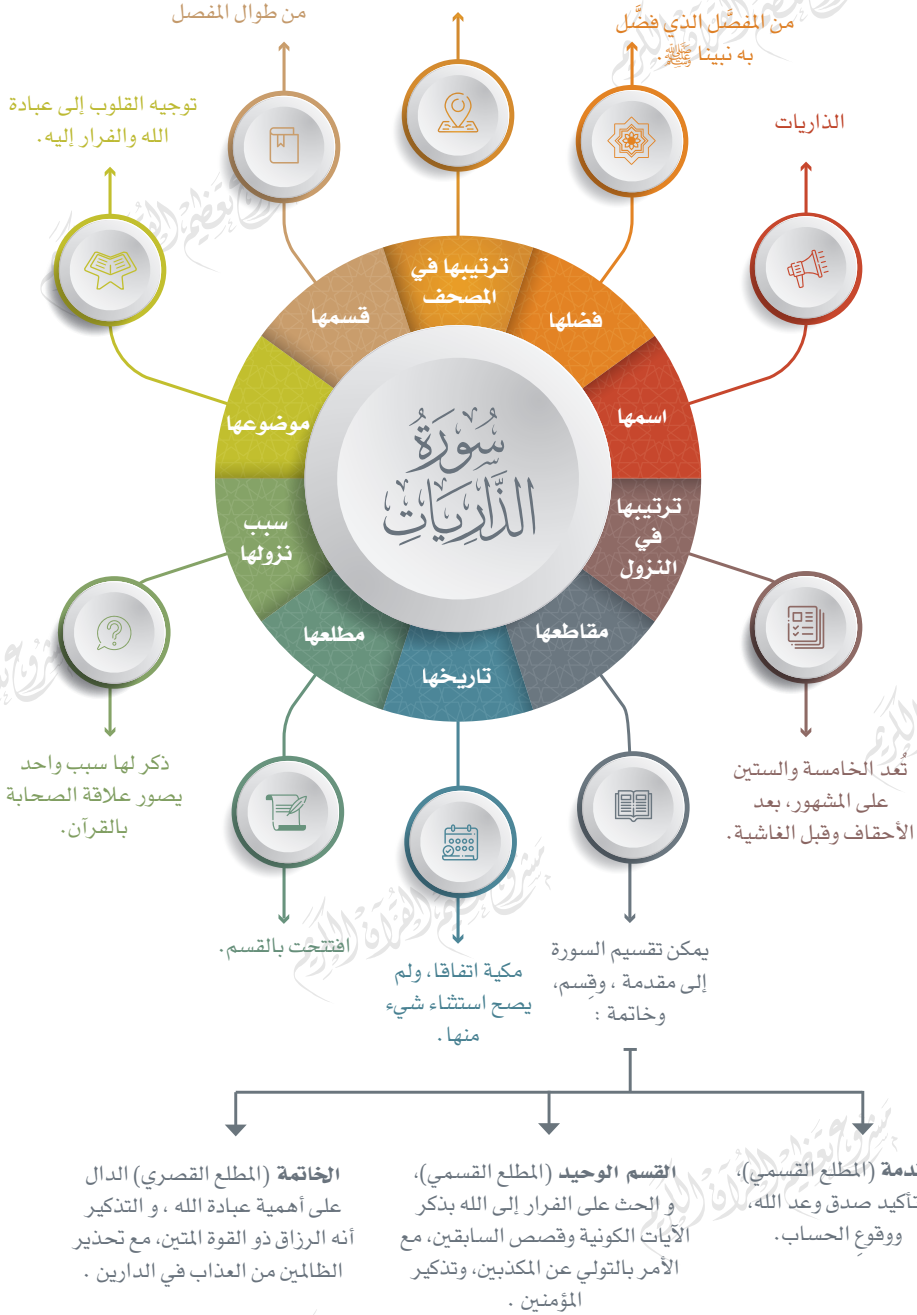 من طوال المفصل
من المفصَّل الذي فضَّل
به نبينا ﷺ.
توجيه القلوب إلى عبادة
الله والفرار إليه.
الذاريات
ترتيبها في
المصحف
قسمها
فضلها
موضوعها
اسمها
سُورَةُ
الذَّارِيَاتِ
سبب
نزولها
ترتيبها
في
النزول
مطلعها
مقاطعها
تاريخها
ذكر لها سبب واحد
يصور علاقة الصحابة
بالقرآن.
تُعد الخامسة والستين
على المشهور، بعد
الأحقاف وقبل الغاشية.
افتتحت بالقسم.
مكية اتفاقا، ولم
يصح استثناء شيء
منها.
يمكن تقسيم السورة
إلى مقدمة ، وقِسم،
وخاتمة :
(المطلع القسمي)،
تأكيد صدق وعد الله،
ووقوعِ الحساب.
القسم الوحيد (المطلع القسمي)،
و الحث على الفرار إلى الله بذكر
الآيات الكونية وقصص السابقين، مع
الأمر بالتولي عن المكذبين، وتذكير
المؤمنين .
الخاتمة (المطلع القصري) الدال
على أهمية عبادة الله ، و التذكير
أنه الرزاق ذو القوة المتين، مع تحذير
الظالمين من العذاب في الدارين .
مشروع تعظيم القرآن الكريم